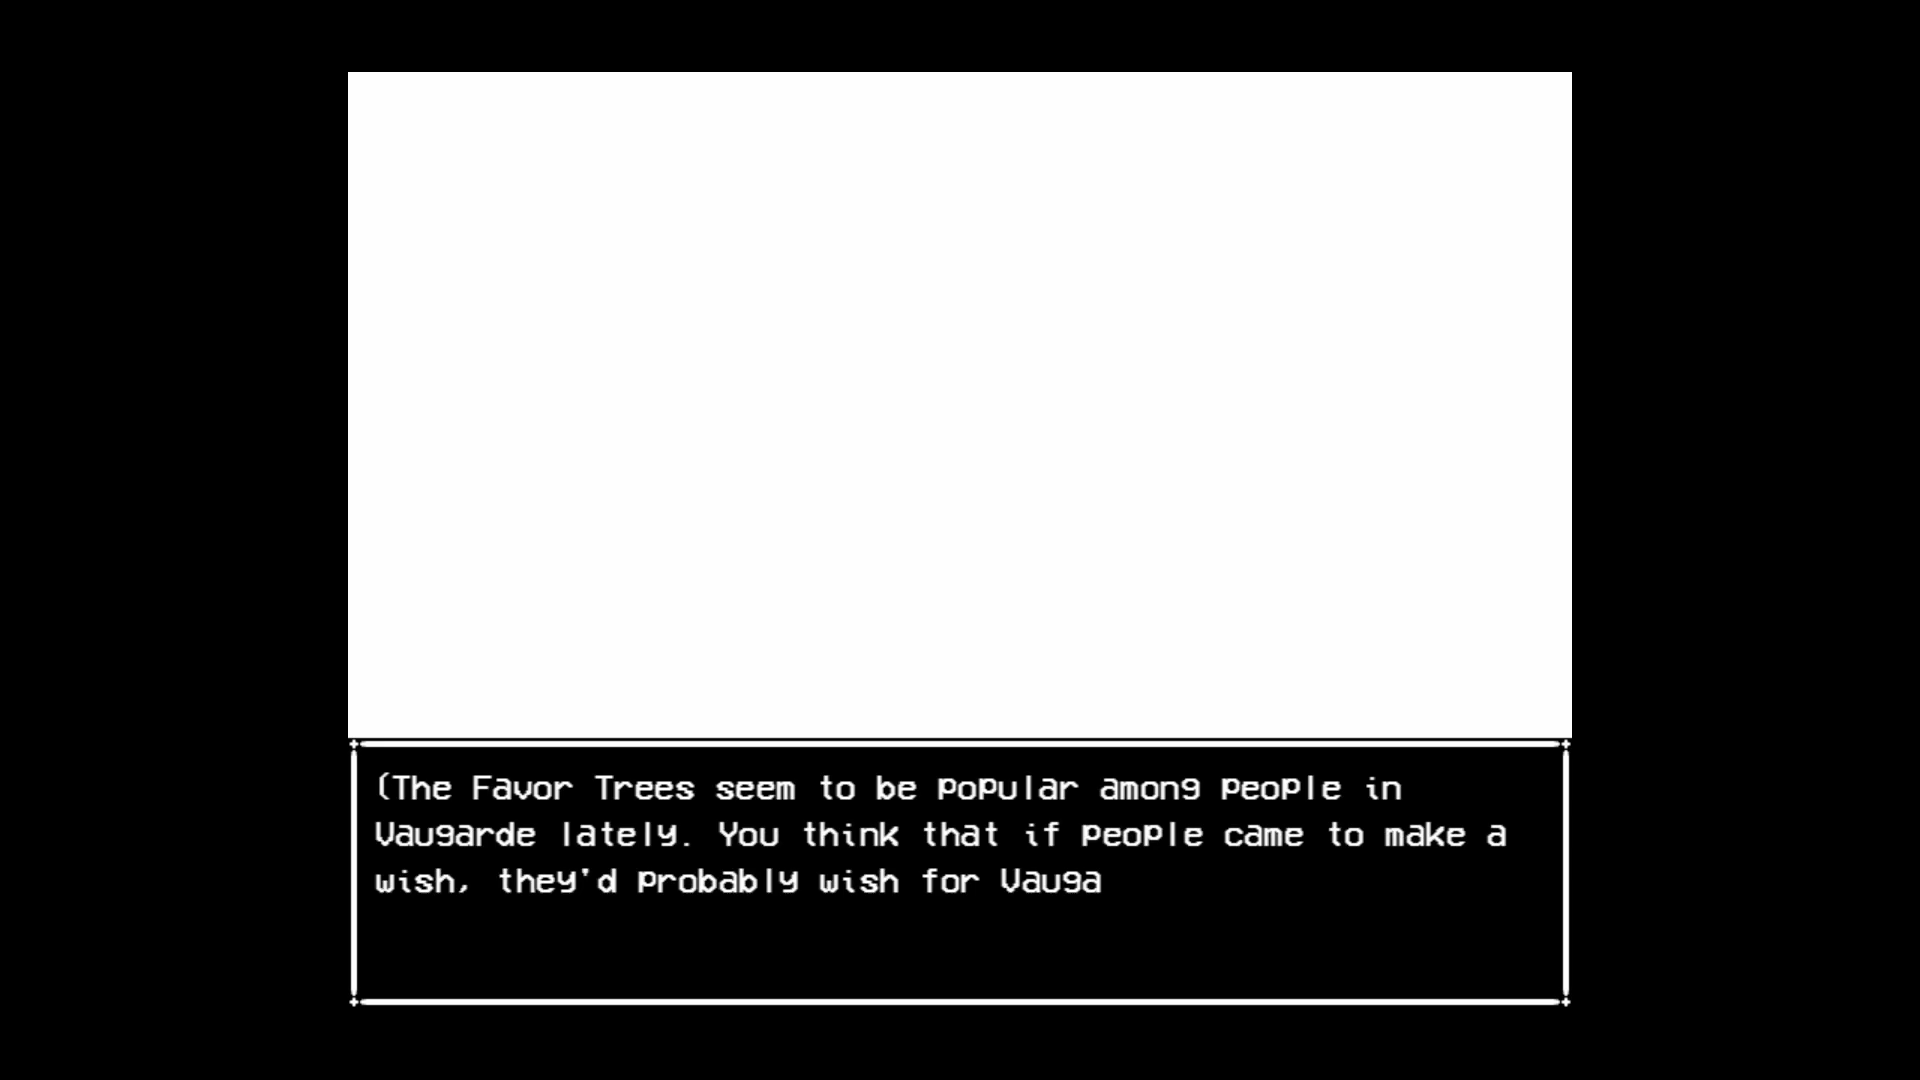 (The Favor Trees seem to be popular among people in
Vaugarde lately. You think that if people came to make a
wish, they'd probably wish for Vauga